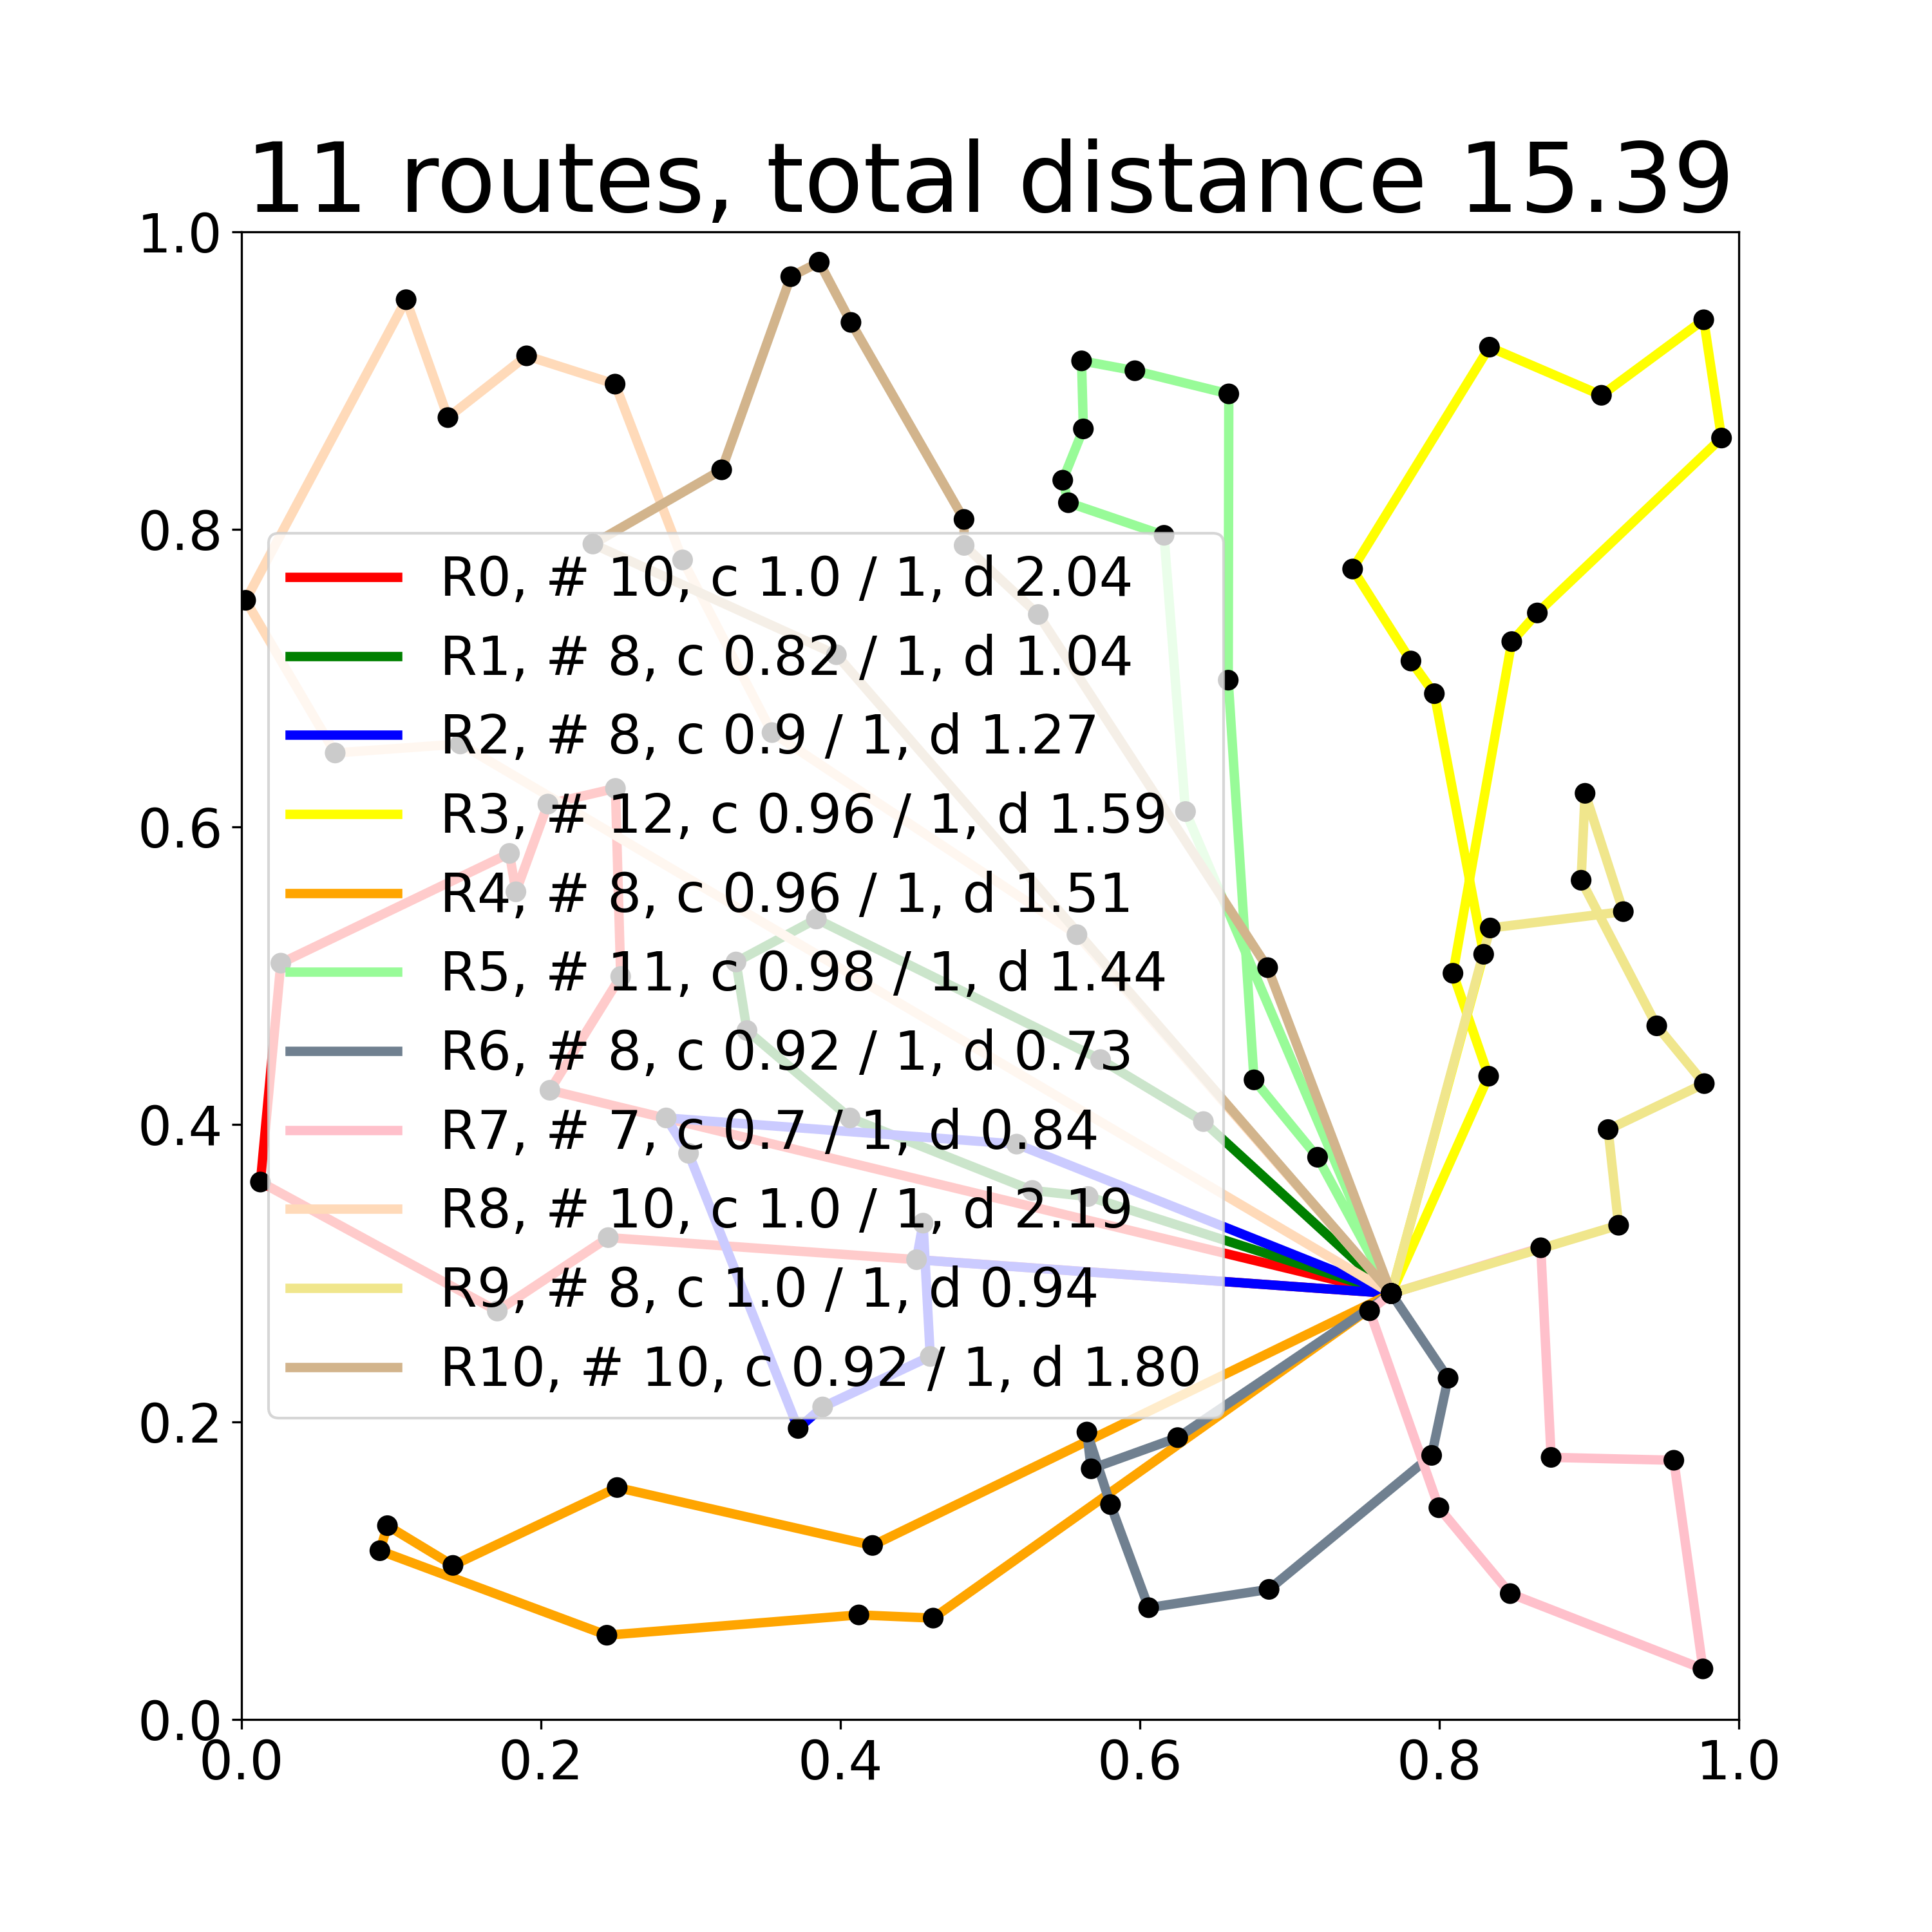 11 routes, total distance 15.39
1.0
0.8
0.6
0.4
0.2
0.0
R0, # 10, c 1.0 / 1, d 2.04
R1, # 8, c 0.82 / 1, d 1.04
R2, # 8, c 0.9 / 1, d 1.27
R3, # 12, c 0.96 / 1, d 1.59
R4, # 8, c 0.96 / 1, d 1.51
R5, # 11, c 0.98 / 1, d 1.44
R6, # 8, c 0.92 / 1, d 0.73
R7, # 7, c 0.7 / 1, d 0.84
R8, # 10, c 1.0 / 1, d 2.19
R9, # 8, c 1.0 / 1, d 0.94
R10, # 10, c 0.92 / 1, d 1.80
0.0 0.2 0.4 0.6 0.8 1.0